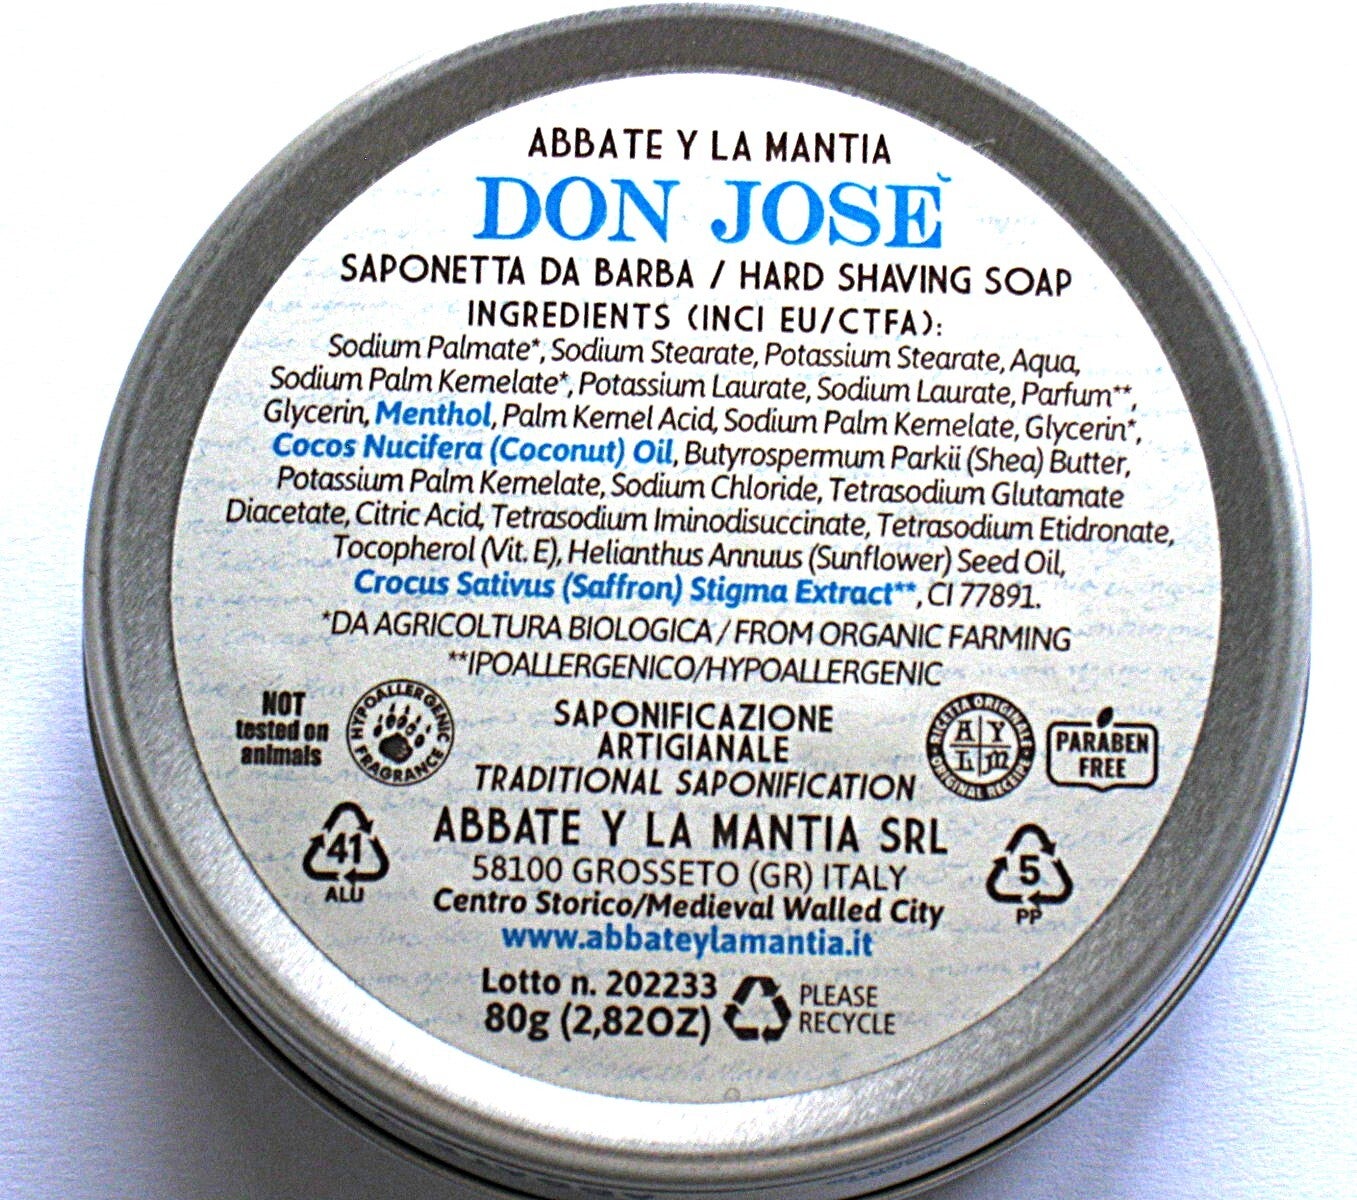 ABBATE Y LA MANTIA
DON JOSÈ
SAPONETTA DA BARBA / HARD SHAVING SOAP
INGREDIENTS (INCI EU/CTFA):
Sodium Palmate*, Sodium Stearate, Potassium Stearate, Aqua,
Sodium Palm Kernelate*, Potassium Laurate, Sodium Laurate, Parfum**,
Glycerin, Menthol, Palm Kernel Acid, Sodium Palm Kernelate, Glycerin*,
Cocos Nucifera (Coconut) Oil, Butyrospermum Parkii (Shea) Butter,
Potassium Palm Kernelate, Sodium Chloride, Tetrasodium Glutamate
Diacetate, Citric Acid, Tetrasodium Iminodisuccinate, Tetrasodium Etidronate,
Tocopherol (Vit. E), Helianthus Annuus (Sunflower) Seed Oil,
Crocus Sativus (Saffron) Stigma Extract**, CI 77891.
*DA AGRICOLTURA BIOLOGICA / FROM ORGANIC FARMING
**IPOALLERGENICO/HYPOALLERGENIC
NOT
tested on
animals
HYPOALLERGENIC
FRAGRANCE
SAPONIFICAZIONE
ARTIGIANALE
TRADITIONAL SAPONIFICATION
RICETTA ORIGINALE
A Y
L M
ORIGINAL RECEIPE
PARABEN
FREE
41
ALU
ABBATE Y LA MANTIA SRL
58100 GROSSETO (GR) ITALY
Centro Storico/Medieval Walled City
www.abbateylamantia.it
5
PP
Lotto n. 202233
80g (2,82OZ)
PLEASE
RECYCLE